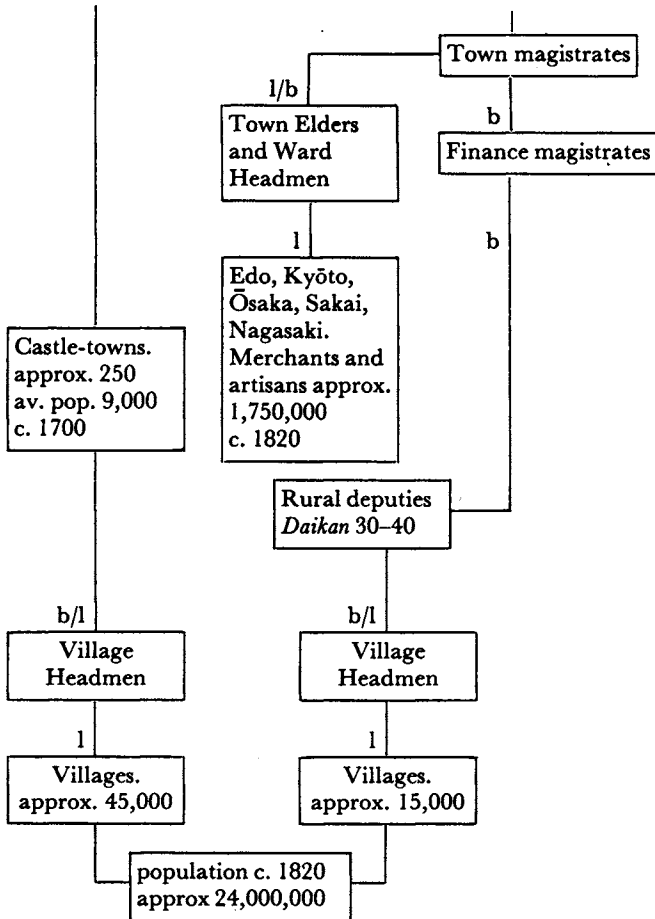 Town magistrates
l/b
b
Town Elders
and Ward
Headmen
Finance magistrates
l
b
Edo, Kyōto,
Ōsaka, Sakai,
Nagasaki.
Merchants and
artisans approx.
1,750,000
c. 1820
Castle-towns.
approx. 250
av. pop. 9,000
c. 1700
Rural deputies
Daikan 30–40
b/l
b/l
Village
Headmen
Village
Headmen
l
l
Villages.
approx. 45,000
Villages.
approx. 15,000
population c. 1820
approx 24,000,000